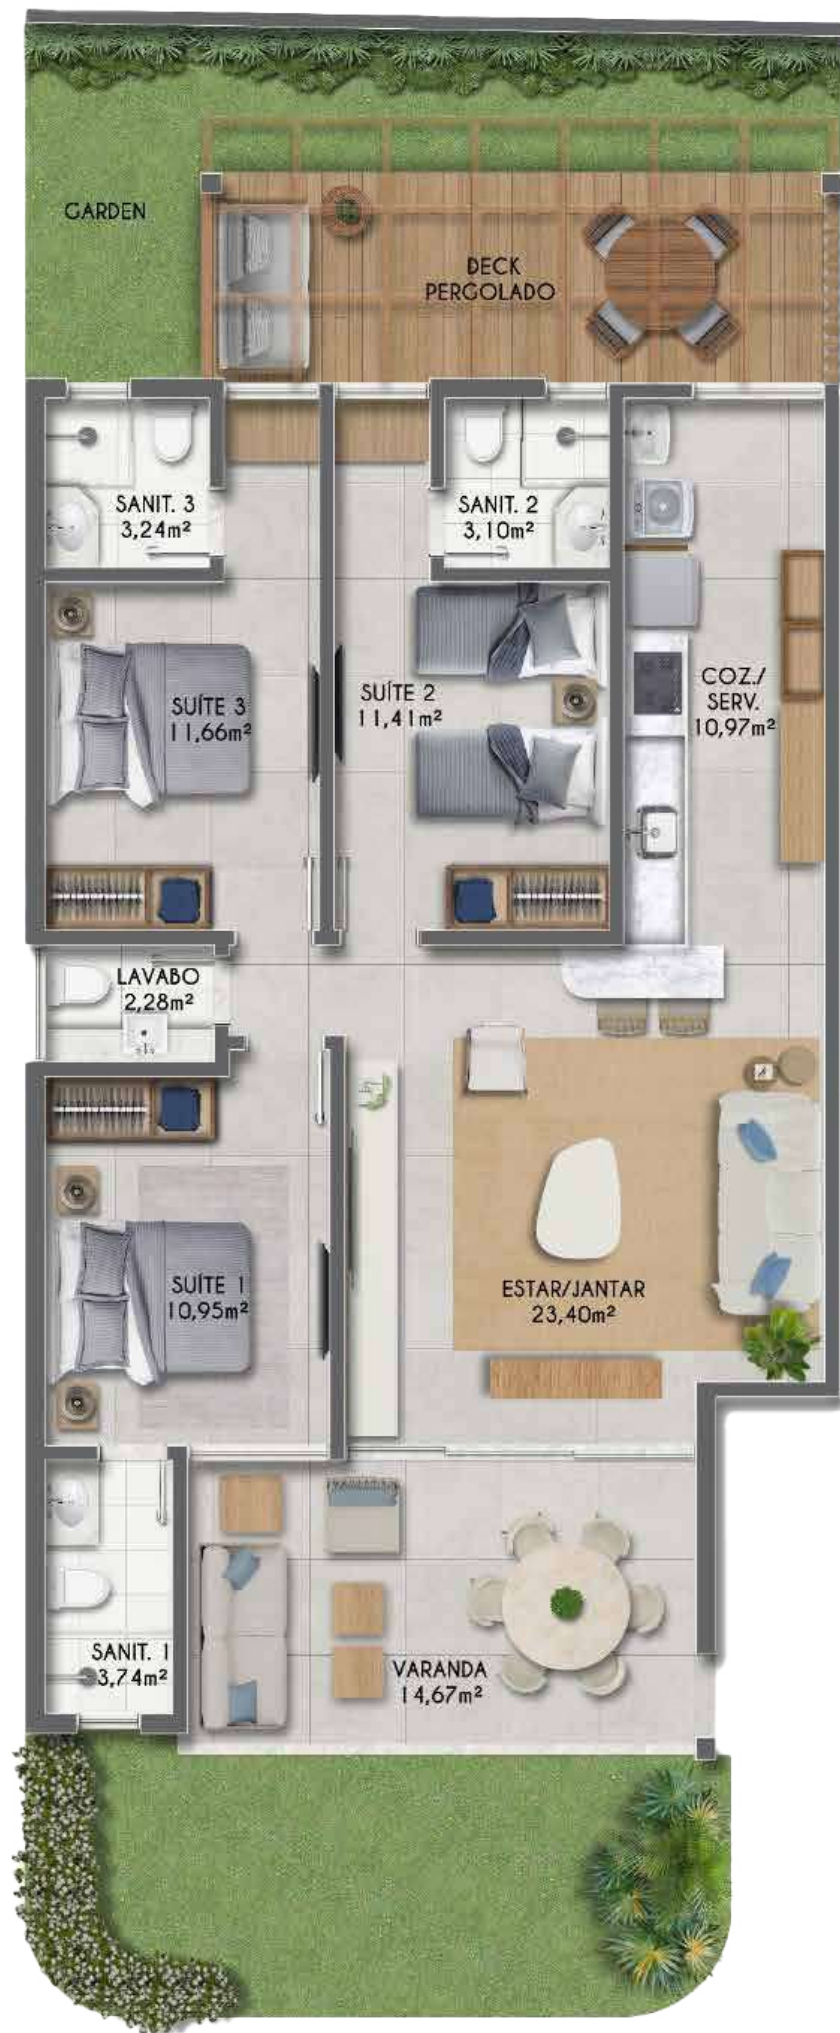 GARDEN
DECK
PERGOLADO
SANIT. 3
3,24m²
SANIT. 2
3,10m²
SUÍTE 3
11,66m²
SUÍTE 2
11,41m²
COZ./
SERV.
10,97m²
LAVABO
2,28m²
SUÍTE 1
10,95m²
ESTAR/JANTAR
23,40m²
SANIT. 1
3,74m²
VARANDA
14,67m²